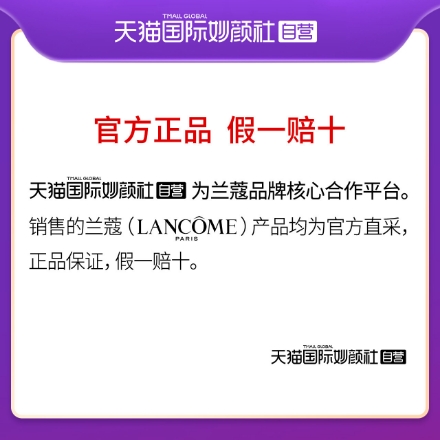 TMALL GLOBAL
天猫国际妙颜社 自营
官方正品 假一赔十
TMALL GLOBAL
天猫国际妙颜社 自营 为兰蔻品牌核心合作平台。
销售的兰蔻（LANCÔME）产品均为官方直采，
PARIS
正品保证，假一赔十。
TMALL GLOBAL
天猫国际妙颜社 自营